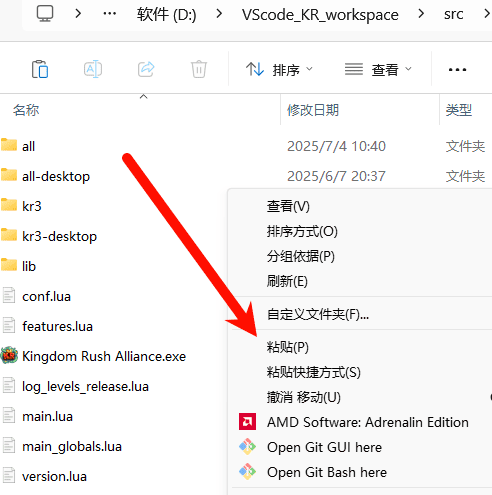 ··· 软件 (D:) VScode_KR_workspace src
排序 查看 ···
名称 修改日期 类型
all 2025/7/4 10:40 文件夹
all-desktop 2025/6/7 20:37 文件夹
kr3
kr3-desktop
lib
conf.lua
features.lua
Kingdom Rush Alliance.exe
log_levels_release.lua
main.lua
main_globals.lua
version.lua
查看(V)
排序方式(O)
分组依据(P)
刷新(E)
自定义文件夹(F)...
粘贴(P)
粘贴快捷方式(S)
撤消 移动(U)
AMD Software: Adrenalin Edition
Open Git GUI here
Open Git Bash here